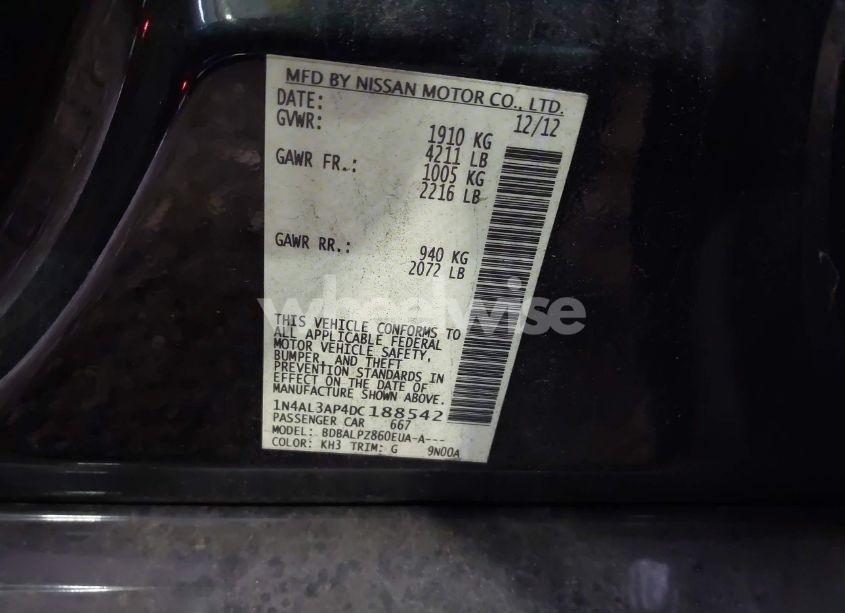 MFD BY NISSAN MOTOR CO., LTD.
DATE: 12/12
GVWR: 1910 KG
4211 LB
GAWR FR.: 1005 KG
2216 LB
GAWR RR.: 940 KG
2072 LB
wheelwise
THIS VEHICLE CONFORMS TO
ALL APPLICABLE FEDERAL
MOTOR VEHICLE SAFETY,
BUMPER, AND THEFT
PREVENTION STANDARDS IN
EFFECT ON THE DATE OF
MANUFACTURE SHOWN ABOVE.
1N4AL3AP4DC188542
PASSENGER CAR 667
MODEL: BDBALPZ860EUA-A---
COLOR: KH3 TRIM: G 9N00A